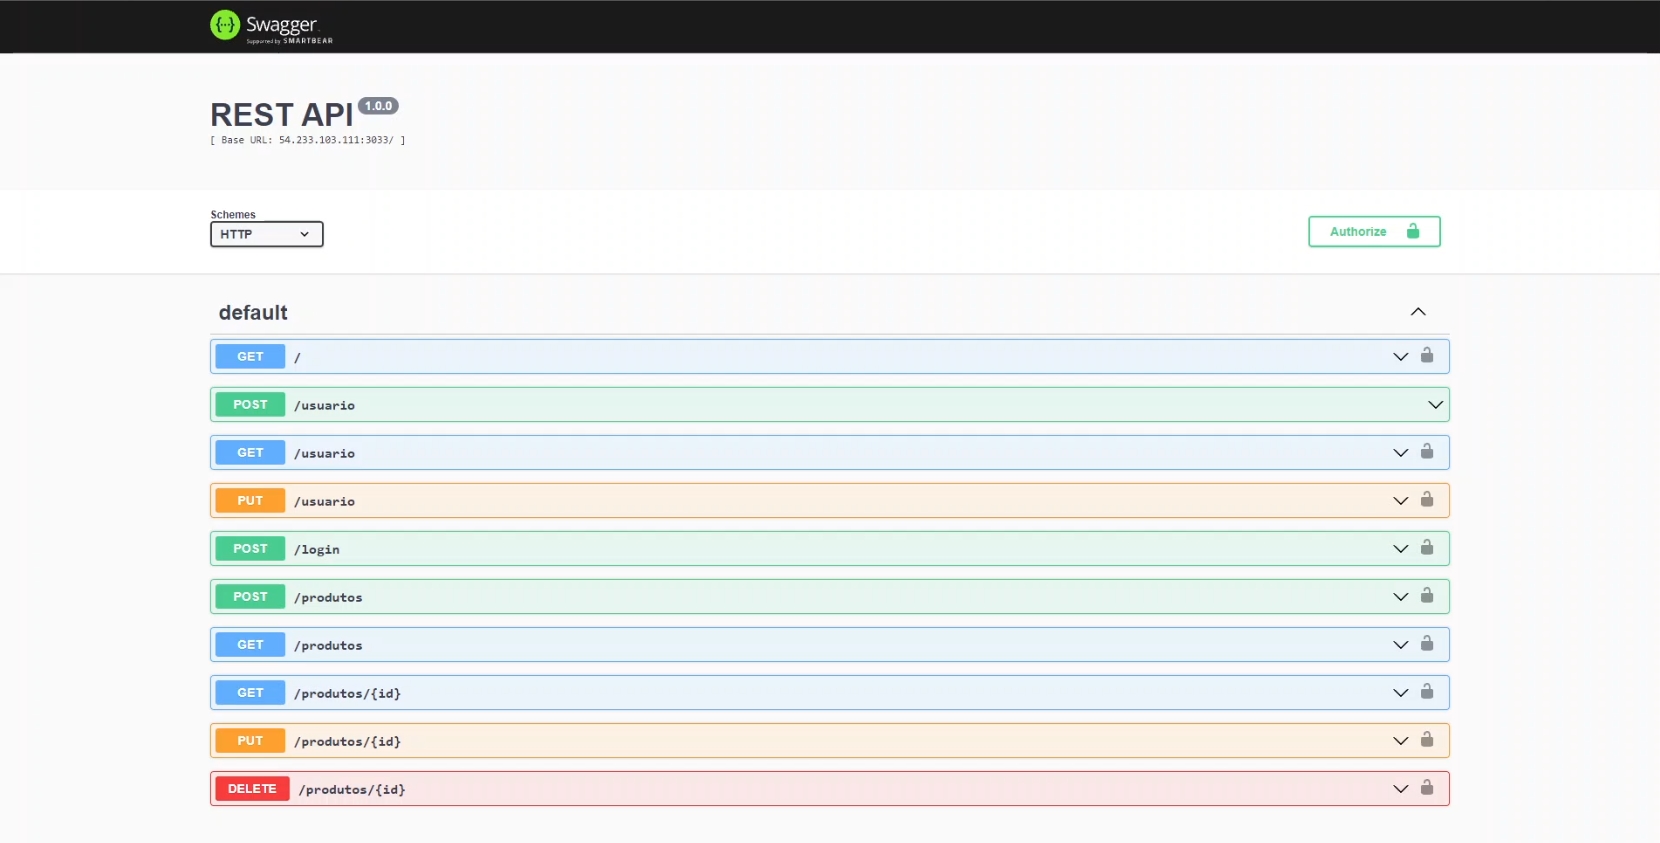 Swagger
Supported by SMARTBEAR
REST API 1.0.0
[ Base URL: 54.233.103.111:3033/ ]
Schemes
HTTP
Authorize
default
GET /
POST /usuario
GET /usuario
PUT /usuario
POST /login
POST /produtos
GET /produtos
GET /produtos/{id}
PUT /produtos/{id}
DELETE /produtos/{id}